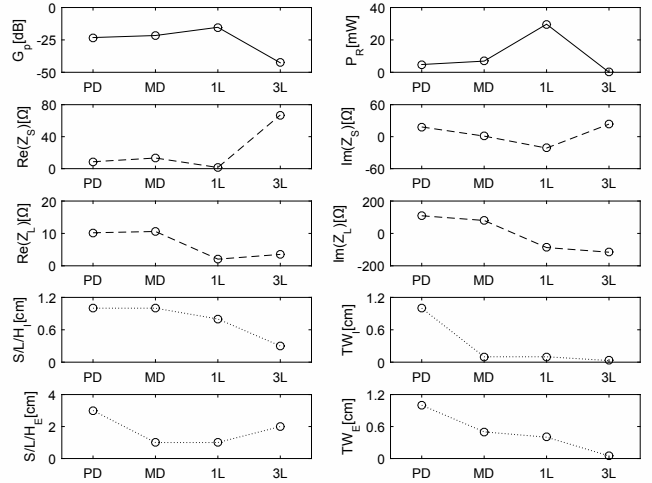 G_p[dB]
0
-25
-50
PD MD 1L 3L
P_R[mW]
40
20
0
PD MD 1L 3L
Re(Z_S)[Ω]
80
40
0
PD MD 1L 3L
Im(Z_S)[Ω]
60
0
-60
PD MD 1L 3L
Re(Z_L)[Ω]
20
10
0
PD MD 1L 3L
Im(Z_L)[Ω]
200
0
-200
PD MD 1L 3L
S/L/H_I[cm]
1.2
0.6
0
PD MD 1L 3L
TW_I[cm]
1.2
0.6
0
PD MD 1L 3L
S/L/H_E[cm]
4
2
0
PD MD 1L 3L
TW_E[cm]
1.2
0.6
0
PD MD 1L 3L